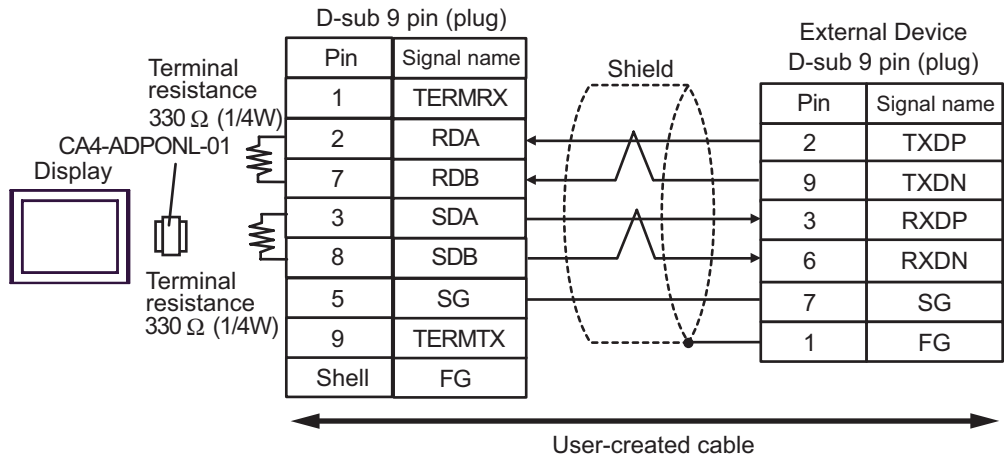 D-sub 9 pin (plug)
Pin Signal name
1 TERMRX
2 RDA
7 RDB
3 SDA
8 SDB
5 SG
9 TERMTX
Shell FG
Terminal
resistance
330 Ω (1/4W)
CA4-ADPONL-01
Display
Terminal
resistance
330 Ω (1/4W)
Shield
External Device
D-sub 9 pin (plug)
Pin Signal name
2 TXDP
9 TXDN
3 RXDP
6 RXDN
7 SG
1 FG
User-created cable